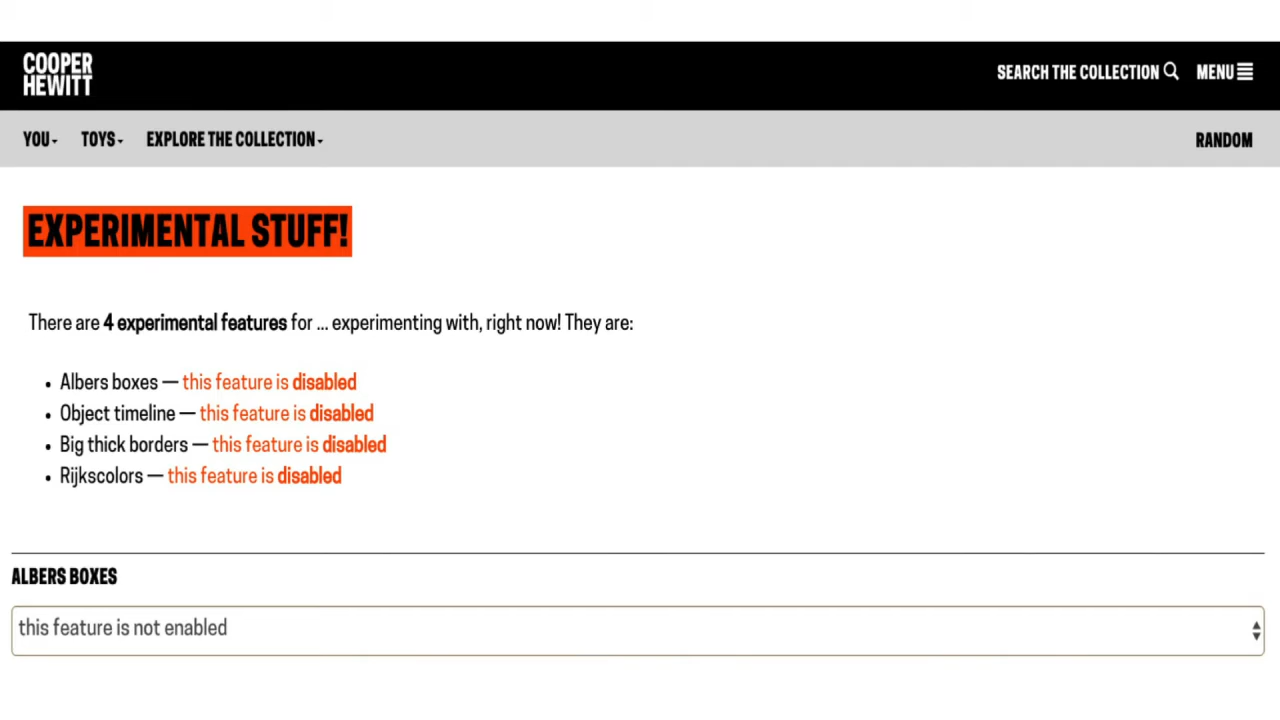 COOPER
HEWITT
SEARCH THE COLLECTION MENU
YOU TOYS EXPLORE THE COLLECTION RANDOM
EXPERIMENTAL STUFF!
There are 4 experimental features for ... experimenting with, right now! They are:
• Albers boxes — this feature is disabled
• Object timeline — this feature is disabled
• Big thick borders — this feature is disabled
• Rijkscolors — this feature is disabled
ALBERS BOXES
this feature is not enabled